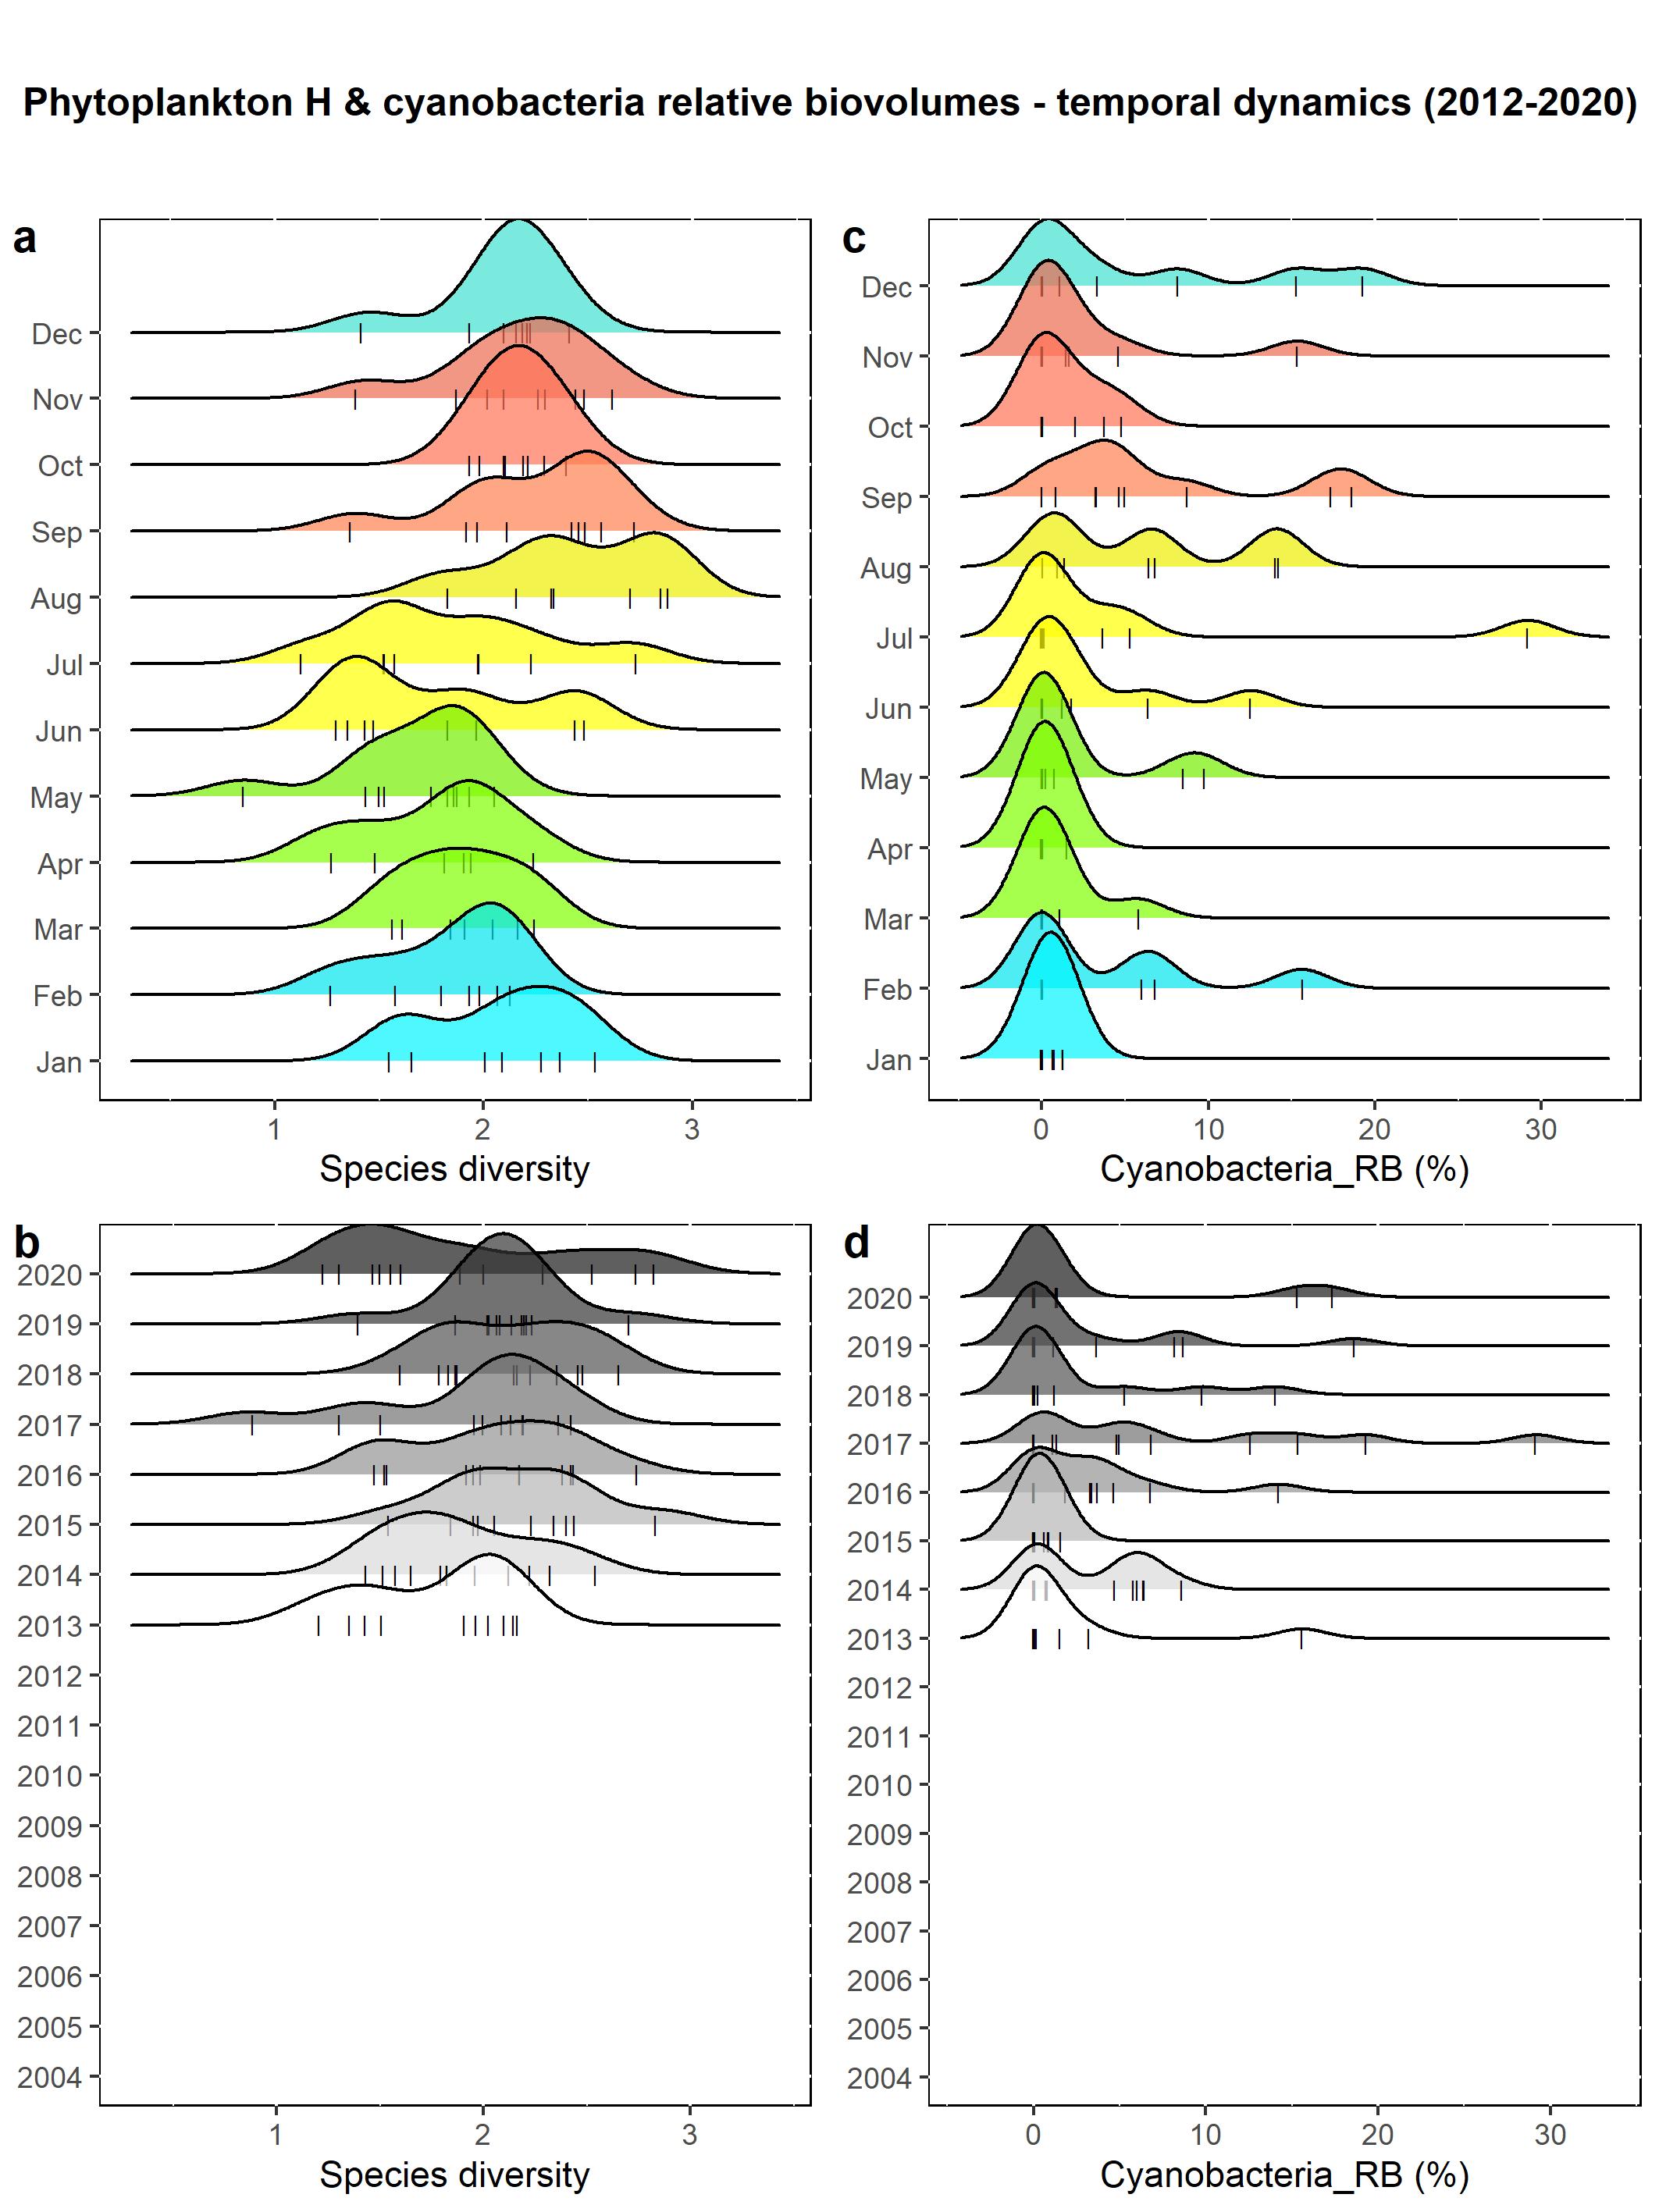 Phytoplankton H & cyanobacteria relative biovolumes - temporal dynamics (2012-2020)
a
Dec
Nov
Oct
Sep
Aug
Jul
Jun
May
Apr
Mar
Feb
Jan
1 2 3
Species diversity
c
Dec
Nov
Oct
Sep
Aug
Jul
Jun
May
Apr
Mar
Feb
Jan
0 10 20 30
Cyanobacteria_RB (%)
b
2020
2019
2018
2017
2016
2015
2014
2013
2012
2011
2010
2009
2008
2007
2006
2005
2004
1 2 3
Species diversity
d
2020
2019
2018
2017
2016
2015
2014
2013
2012
2011
2010
2009
2008
2007
2006
2005
2004
0 10 20 30
Cyanobacteria_RB (%)